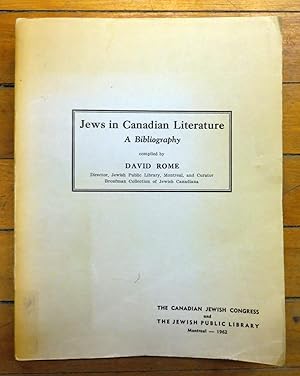 Jews in Canadian Literature
A Bibliography
compiled by
DAVID ROME
Director, Jewish Public Library, Montreal, and Curator
Bronfman Collection of Jewish Canadiana
THE CANADIAN JEWISH CONGRESS
and
THE JEWISH PUBLIC LIBRARY
Montreal — 1962